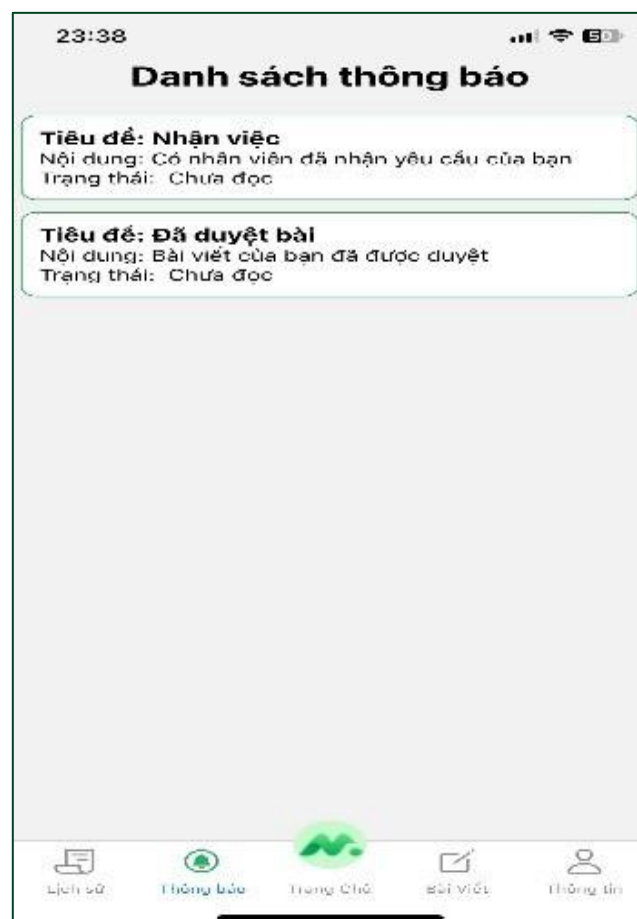 23:38
50
Danh sách thông báo
Tiêu đề: Nhận việc
Nội dung: Có nhân viên đã nhận yêu cầu của bạn
Trạng thái: Chưa đọc
Tiêu đề: Đã duyệt bài
Nội dung: Bài viết của bạn đã được duyệt
Trạng thái: Chưa đọc
Lịch sử
Thông báo
Trang Chủ
Bài Viết
Thông tin